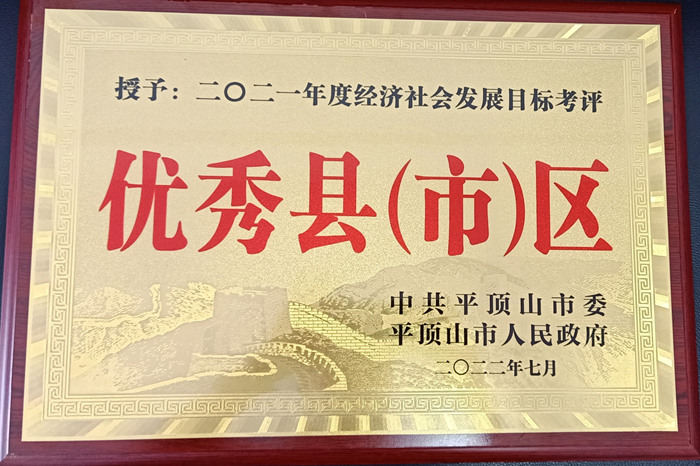 授予：二〇二一年度经济社会发展目标考评
优秀县(市)区
中共平顶山市委
平顶山市人民政府
二〇二二年七月